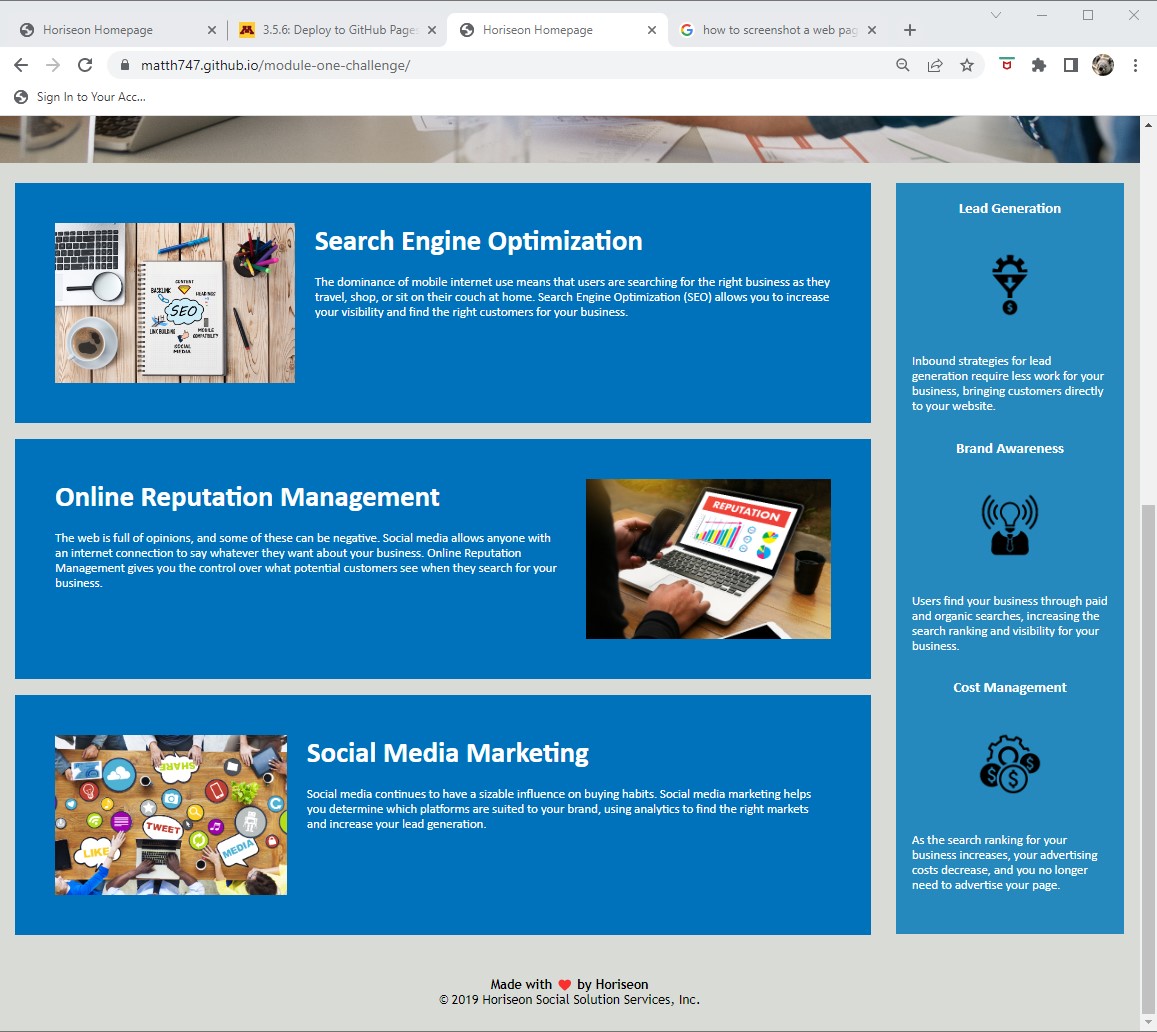 Horiseon Homepage
3.5.6: Deploy to GitHub Pages
Horiseon Homepage
how to screenshot a web pag
matth747.github.io/module-one-challenge/
Sign In to Your Acc...
Search Engine Optimization
The dominance of mobile internet use means that users are searching for the right business as they
travel, shop, or sit on their couch at home. Search Engine Optimization (SEO) allows you to increase
your visibility and find the right customers for your business.
CONTENT
BACKLINK
HEADINGS
SEO
LINK BUILDING
MOBILE
COMPATIBILITY
SOCIAL
MEDIA
Online Reputation Management
The web is full of opinions, and some of these can be negative. Social media allows anyone with
an internet connection to say whatever they want about your business. Online Reputation
Management gives you the control over what potential customers see when they search for your
business.
REPUTATION
Social Media Marketing
Social media continues to have a sizable influence on buying habits. Social media marketing helps
you determine which platforms are suited to your brand, using analytics to find the right markets
and increase your lead generation.
SHARE
TWEET
LIKE
MEDIA
Lead Generation
Inbound strategies for lead
generation require less work for your
business, bringing customers directly
to your website.
Brand Awareness
Users find your business through paid
and organic searches, increasing the
search ranking and visibility for your
business.
Cost Management
As the search ranking for your
business increases, your advertising
costs decrease, and you no longer
need to advertise your page.
Made with ❤️ by Horiseon
© 2019 Horiseon Social Solution Services, Inc.